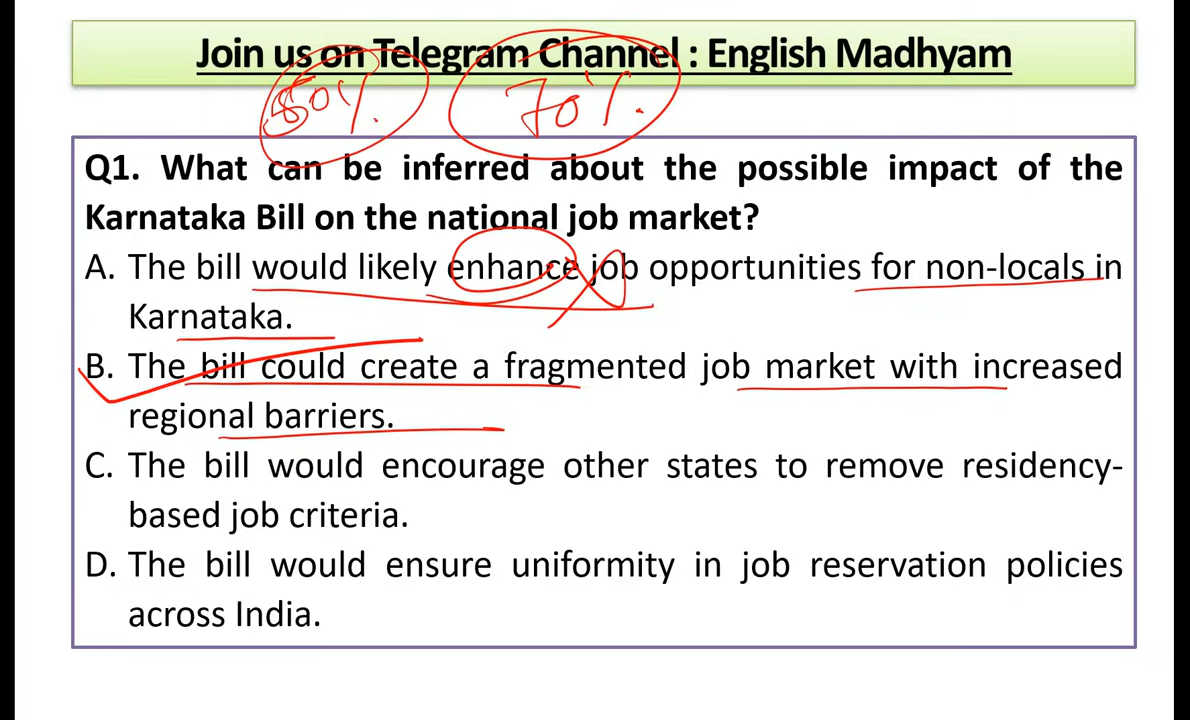 Join us on Telegram Channel : English Madhyam
50%. 70%.
Q1. What can be inferred about the possible impact of the
Karnataka Bill on the national job market?
A. The bill would likely enhance job opportunities for non-locals in
Karnataka.
B. The bill could create a fragmented job market with increased
regional barriers.
C. The bill would encourage other states to remove residency-
based job criteria.
D. The bill would ensure uniformity in job reservation policies
across India.